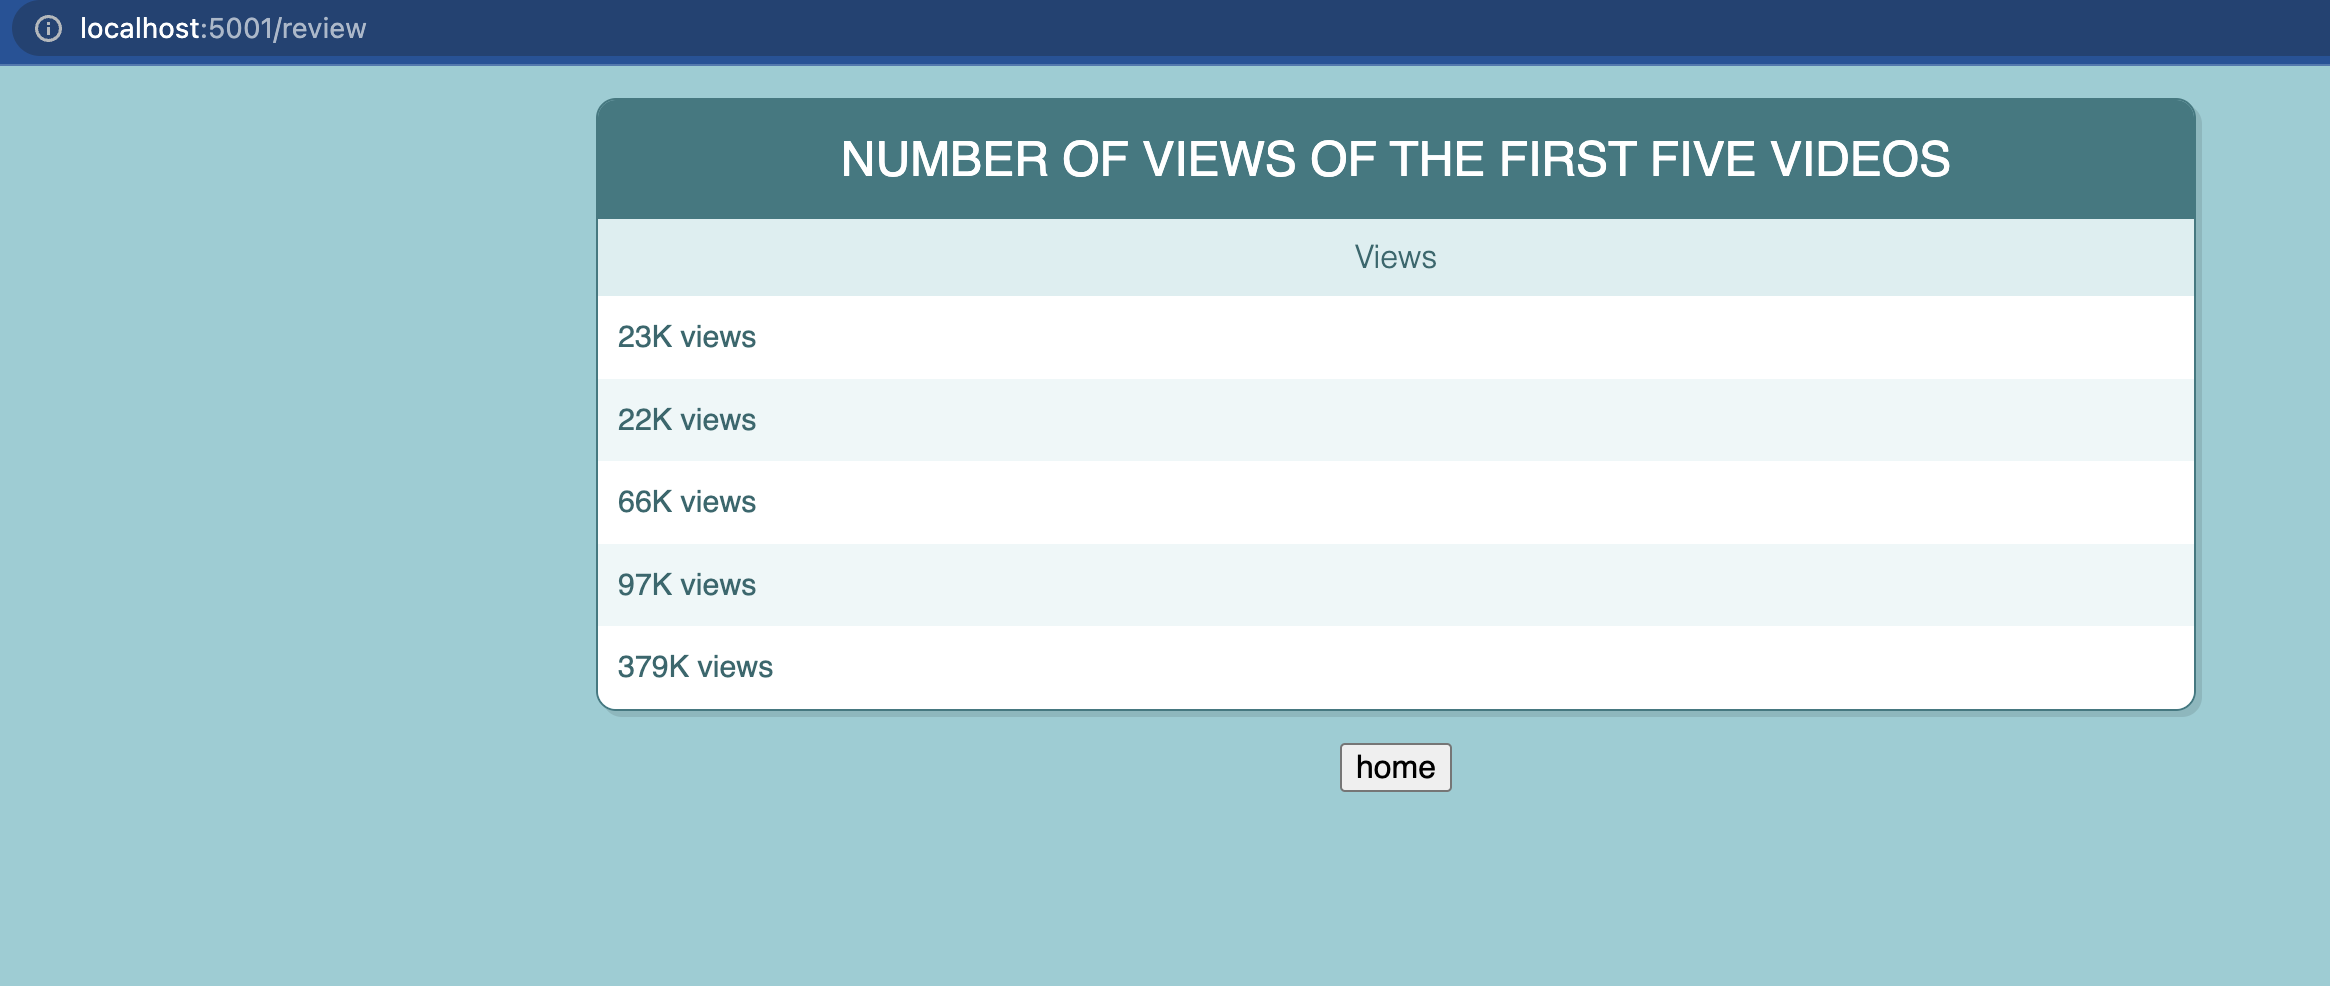 localhost:5001/review
NUMBER OF VIEWS OF THE FIRST FIVE VIDEOS
Views
23K views
22K views
66K views
97K views
379K views
home